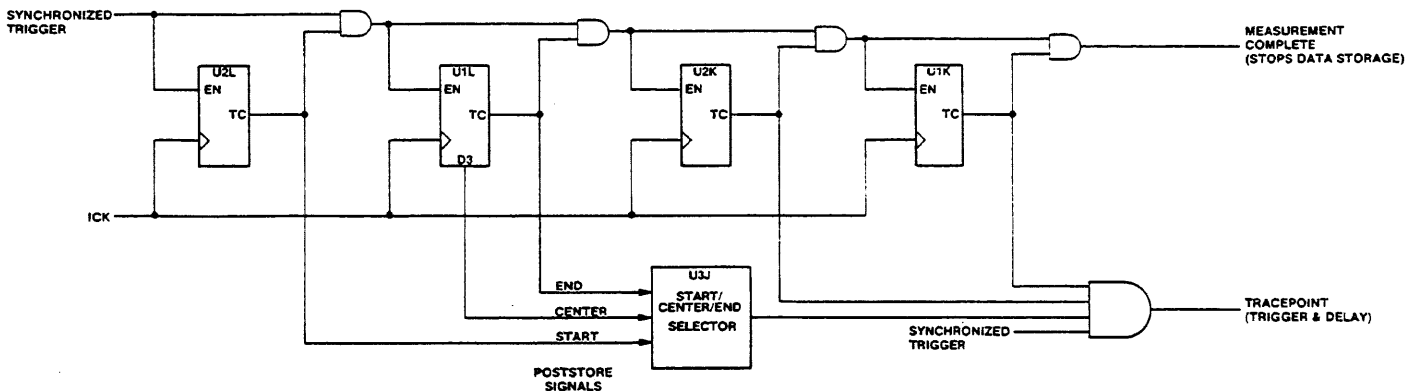 SYNCHRONIZED
TRIGGER
U2L
EN
TC
U1L
EN
TC
D3
U2K
EN
TC
U1K
EN
TC
MEASUREMENT
COMPLETE
(STOPS DATA STORAGE)
ICK
END
CENTER
START
U3J
START/
CENTER/END
SELECTOR
POSTSTORE
SIGNALS
SYNCHRONIZED
TRIGGER
TRACEPOINT
(TRIGGER & DELAY)